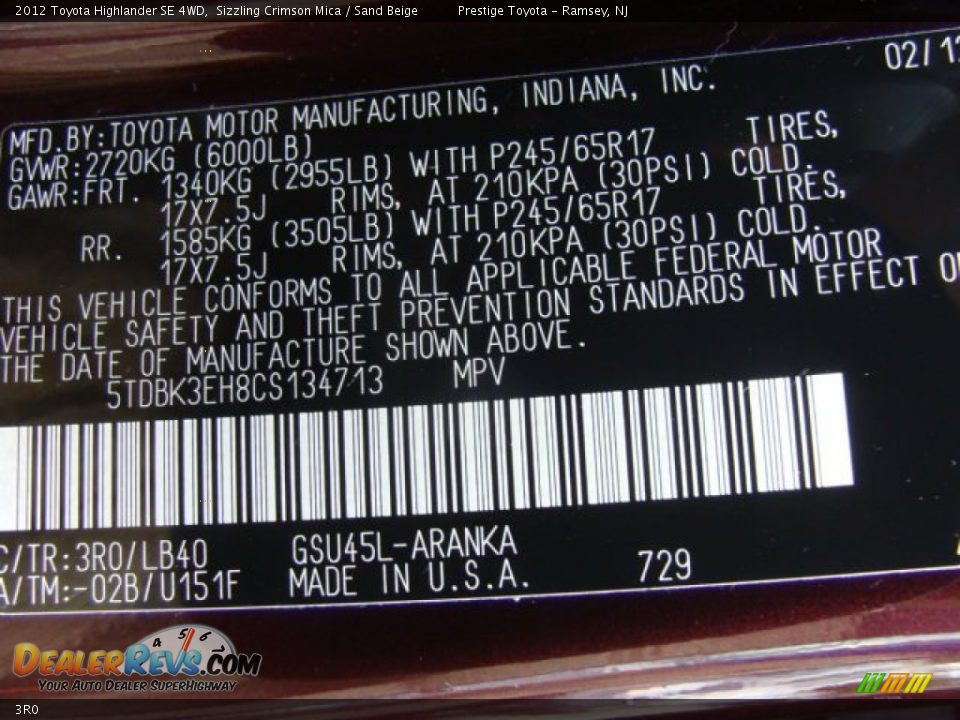 2012 Toyota Highlander SE 4WD, Sizzling Crimson Mica / Sand Beige Prestige Toyota - Ramsey, NJ
02/12
MFD.BY:TOYOTA MOTOR MANUFACTURING, INDIANA, INC.
GVWR:2720KG (6000LB)
GAWR:FRT. 1340KG (2955LB) WITH P245/65R17 TIRES,
17X7.5J RIMS, AT 210KPA (30PSI) COLD.
RR. 1585KG (3505LB) WITH P245/65R17 TIRES,
17X7.5J RIMS, AT 210KPA (30PSI) COLD.
THIS VEHICLE CONFORMS TO ALL APPLICABLE FEDERAL MOTOR
VEHICLE SAFETY AND THEFT PREVENTION STANDARDS IN EFFECT O
THE DATE OF MANUFACTURE SHOWN ABOVE.
5TDBK3EH8CS134713 MPV
C/TR:3R0/LB40 GSU45L-ARANKA
A/TM:-02B/U151F MADE IN U.S.A. 729
4 5 6
DEALERREVS.COM
YOUR AUTO DEALER SUPERHIGHWAY
3R0